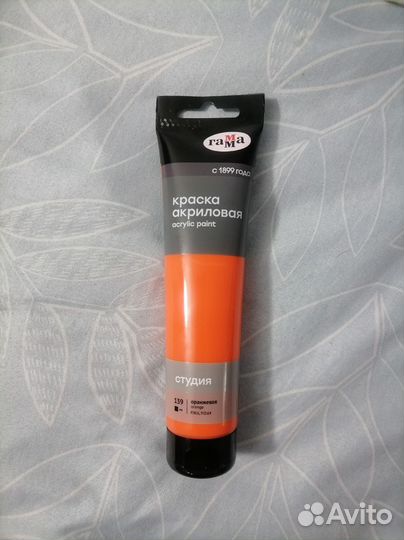 гамма
с 1899 года
краска
акриловая
acrylic paint
студия
139
оранжевая
orange
Avito